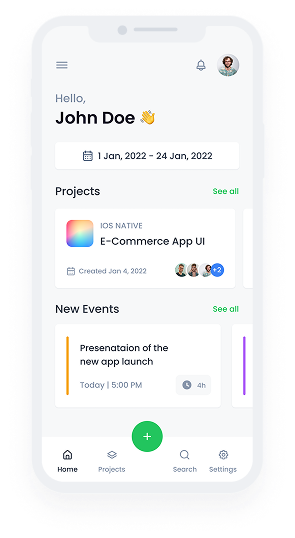 Hello,
John Doe 👋
1 Jan, 2022 - 24 Jan, 2022
Projects
See all
IOS NATIVE
E-Commerce App UI
Created Jan 4, 2022
+2
New Events
See all
Presenataion of the
new app launch
Today | 5:00 PM
4h
+
Home
Projects
Search
Settings